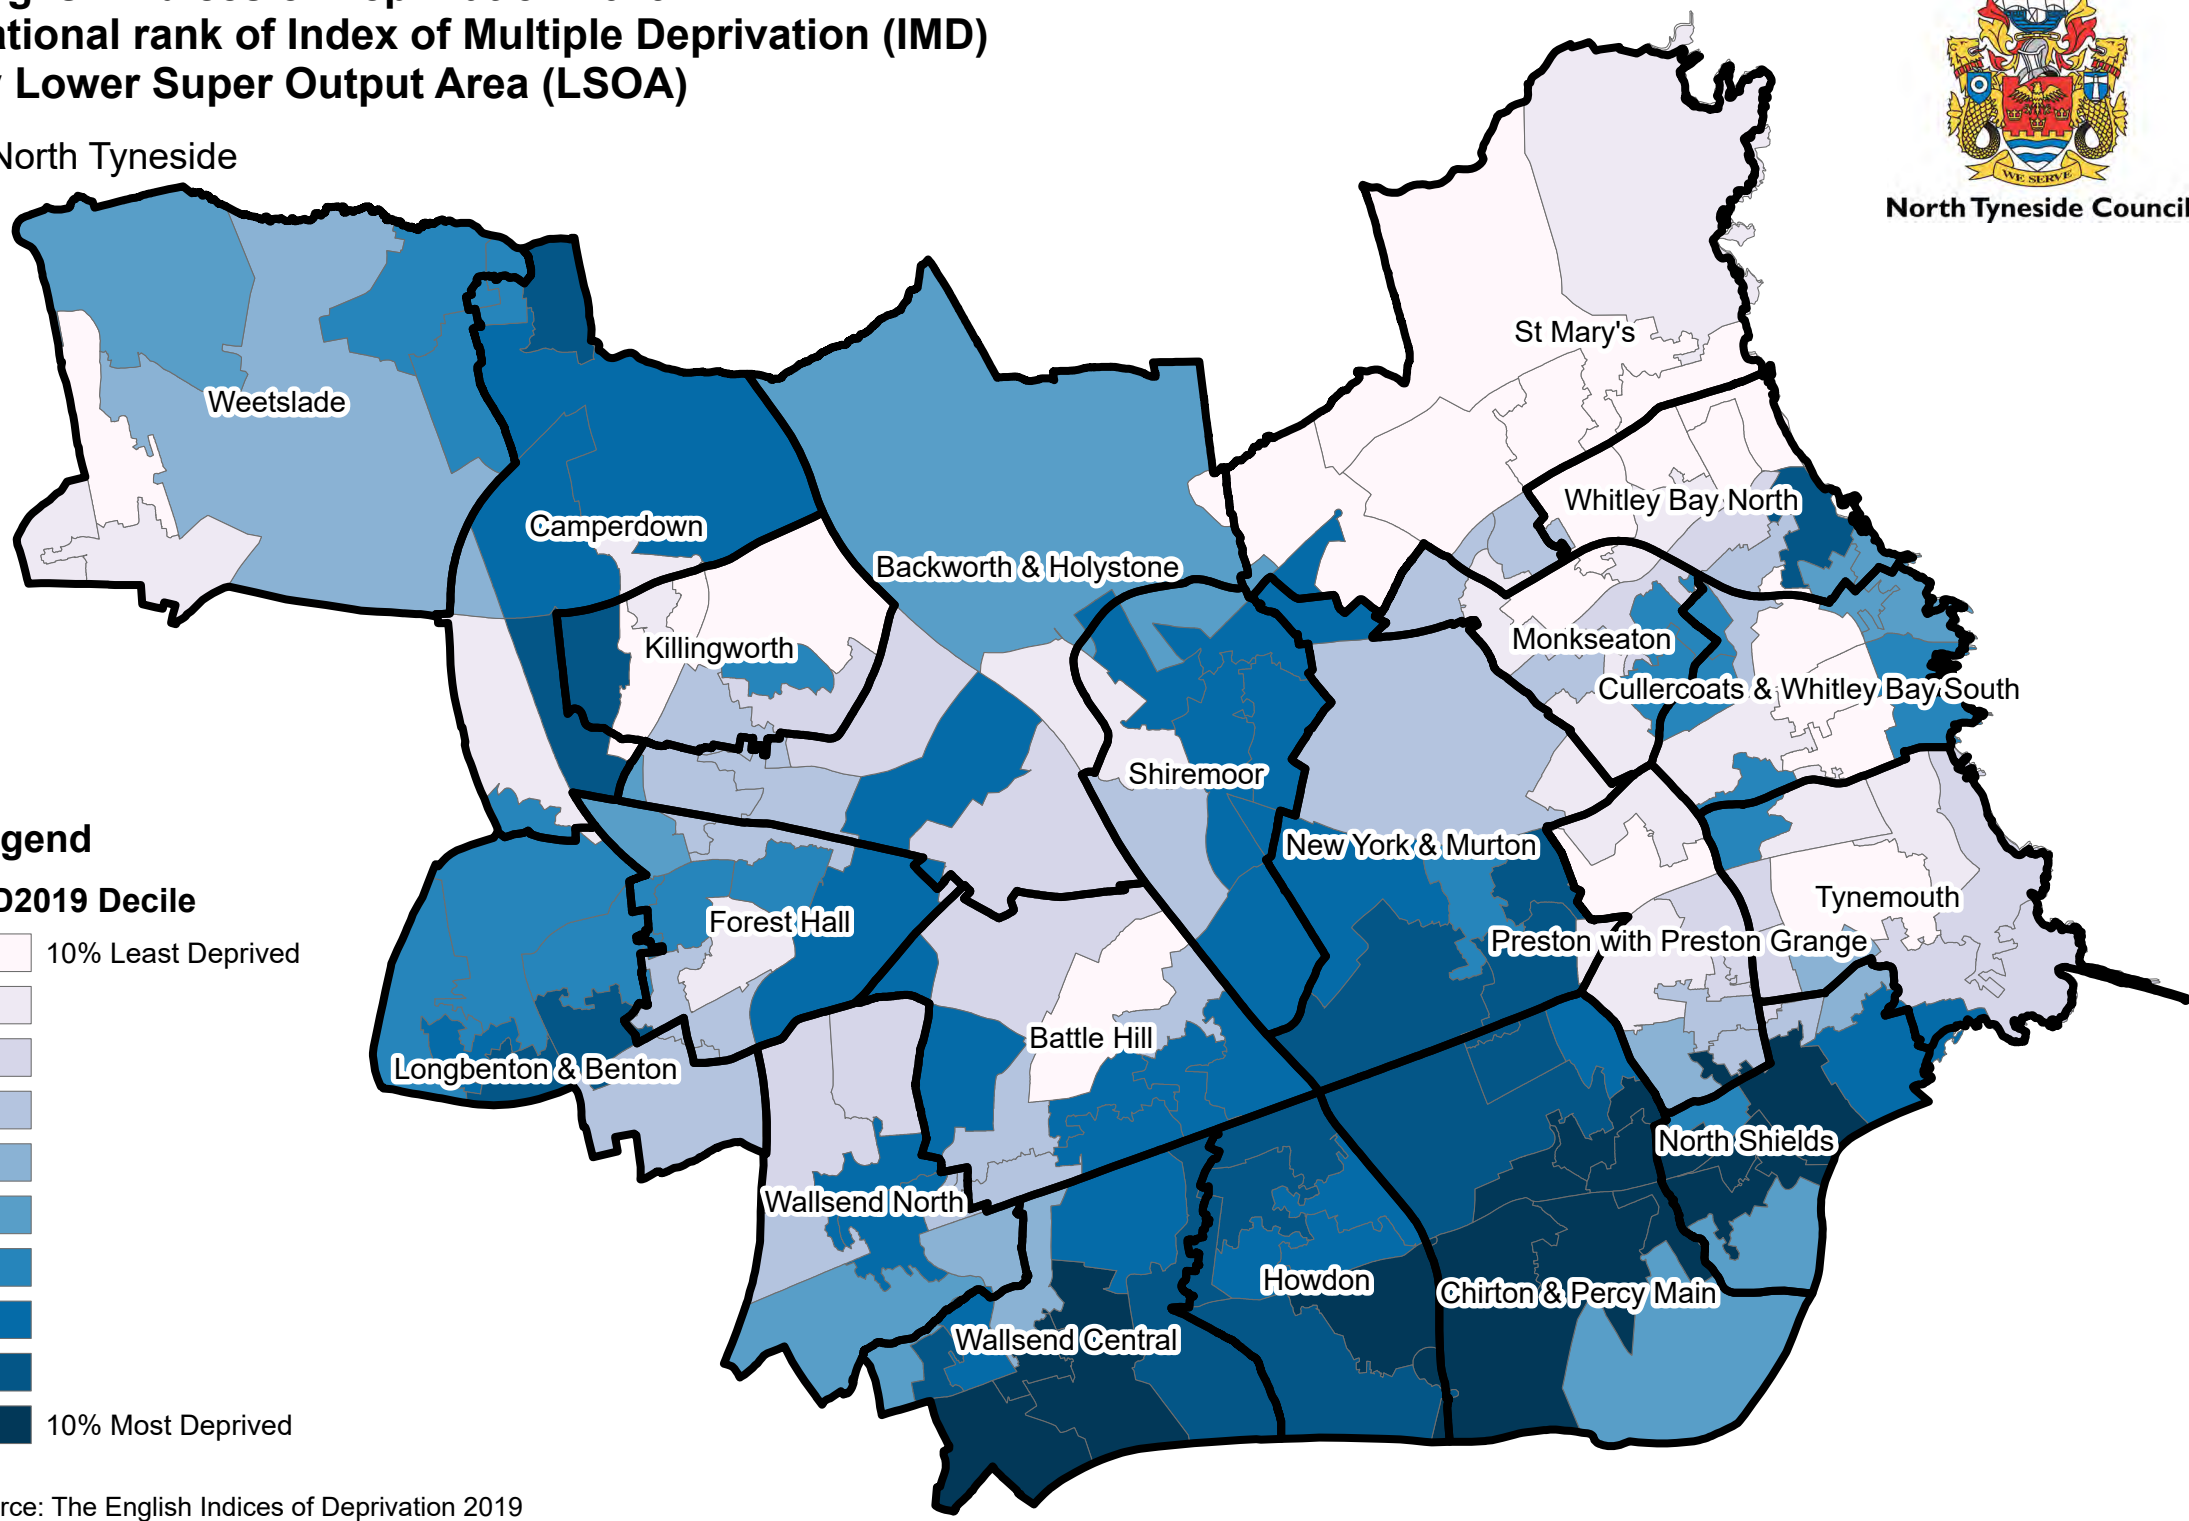 ational rank of Index of Multiple Deprivation (IMD)
Lower Super Output Area (LSOA)
North Tyneside
WE SERVE
North Tyneside Council
St Mary's
Weetslade
Whitley Bay North
Camperdown
Backworth & Holystone
Killingworth
Monkseaton
Cullercoats & Whitley Bay South
Shiremoor
New York & Murton
Tynemouth
Forest Hall
Preston with Preston Grange
Battle Hill
Longbenton & Benton
North Shields
Wallsend North
Howdon
Chirton & Percy Main
Wallsend Central
gend
D2019 Decile
10% Least Deprived
10% Most Deprived
rce: The English Indices of Deprivation 2019